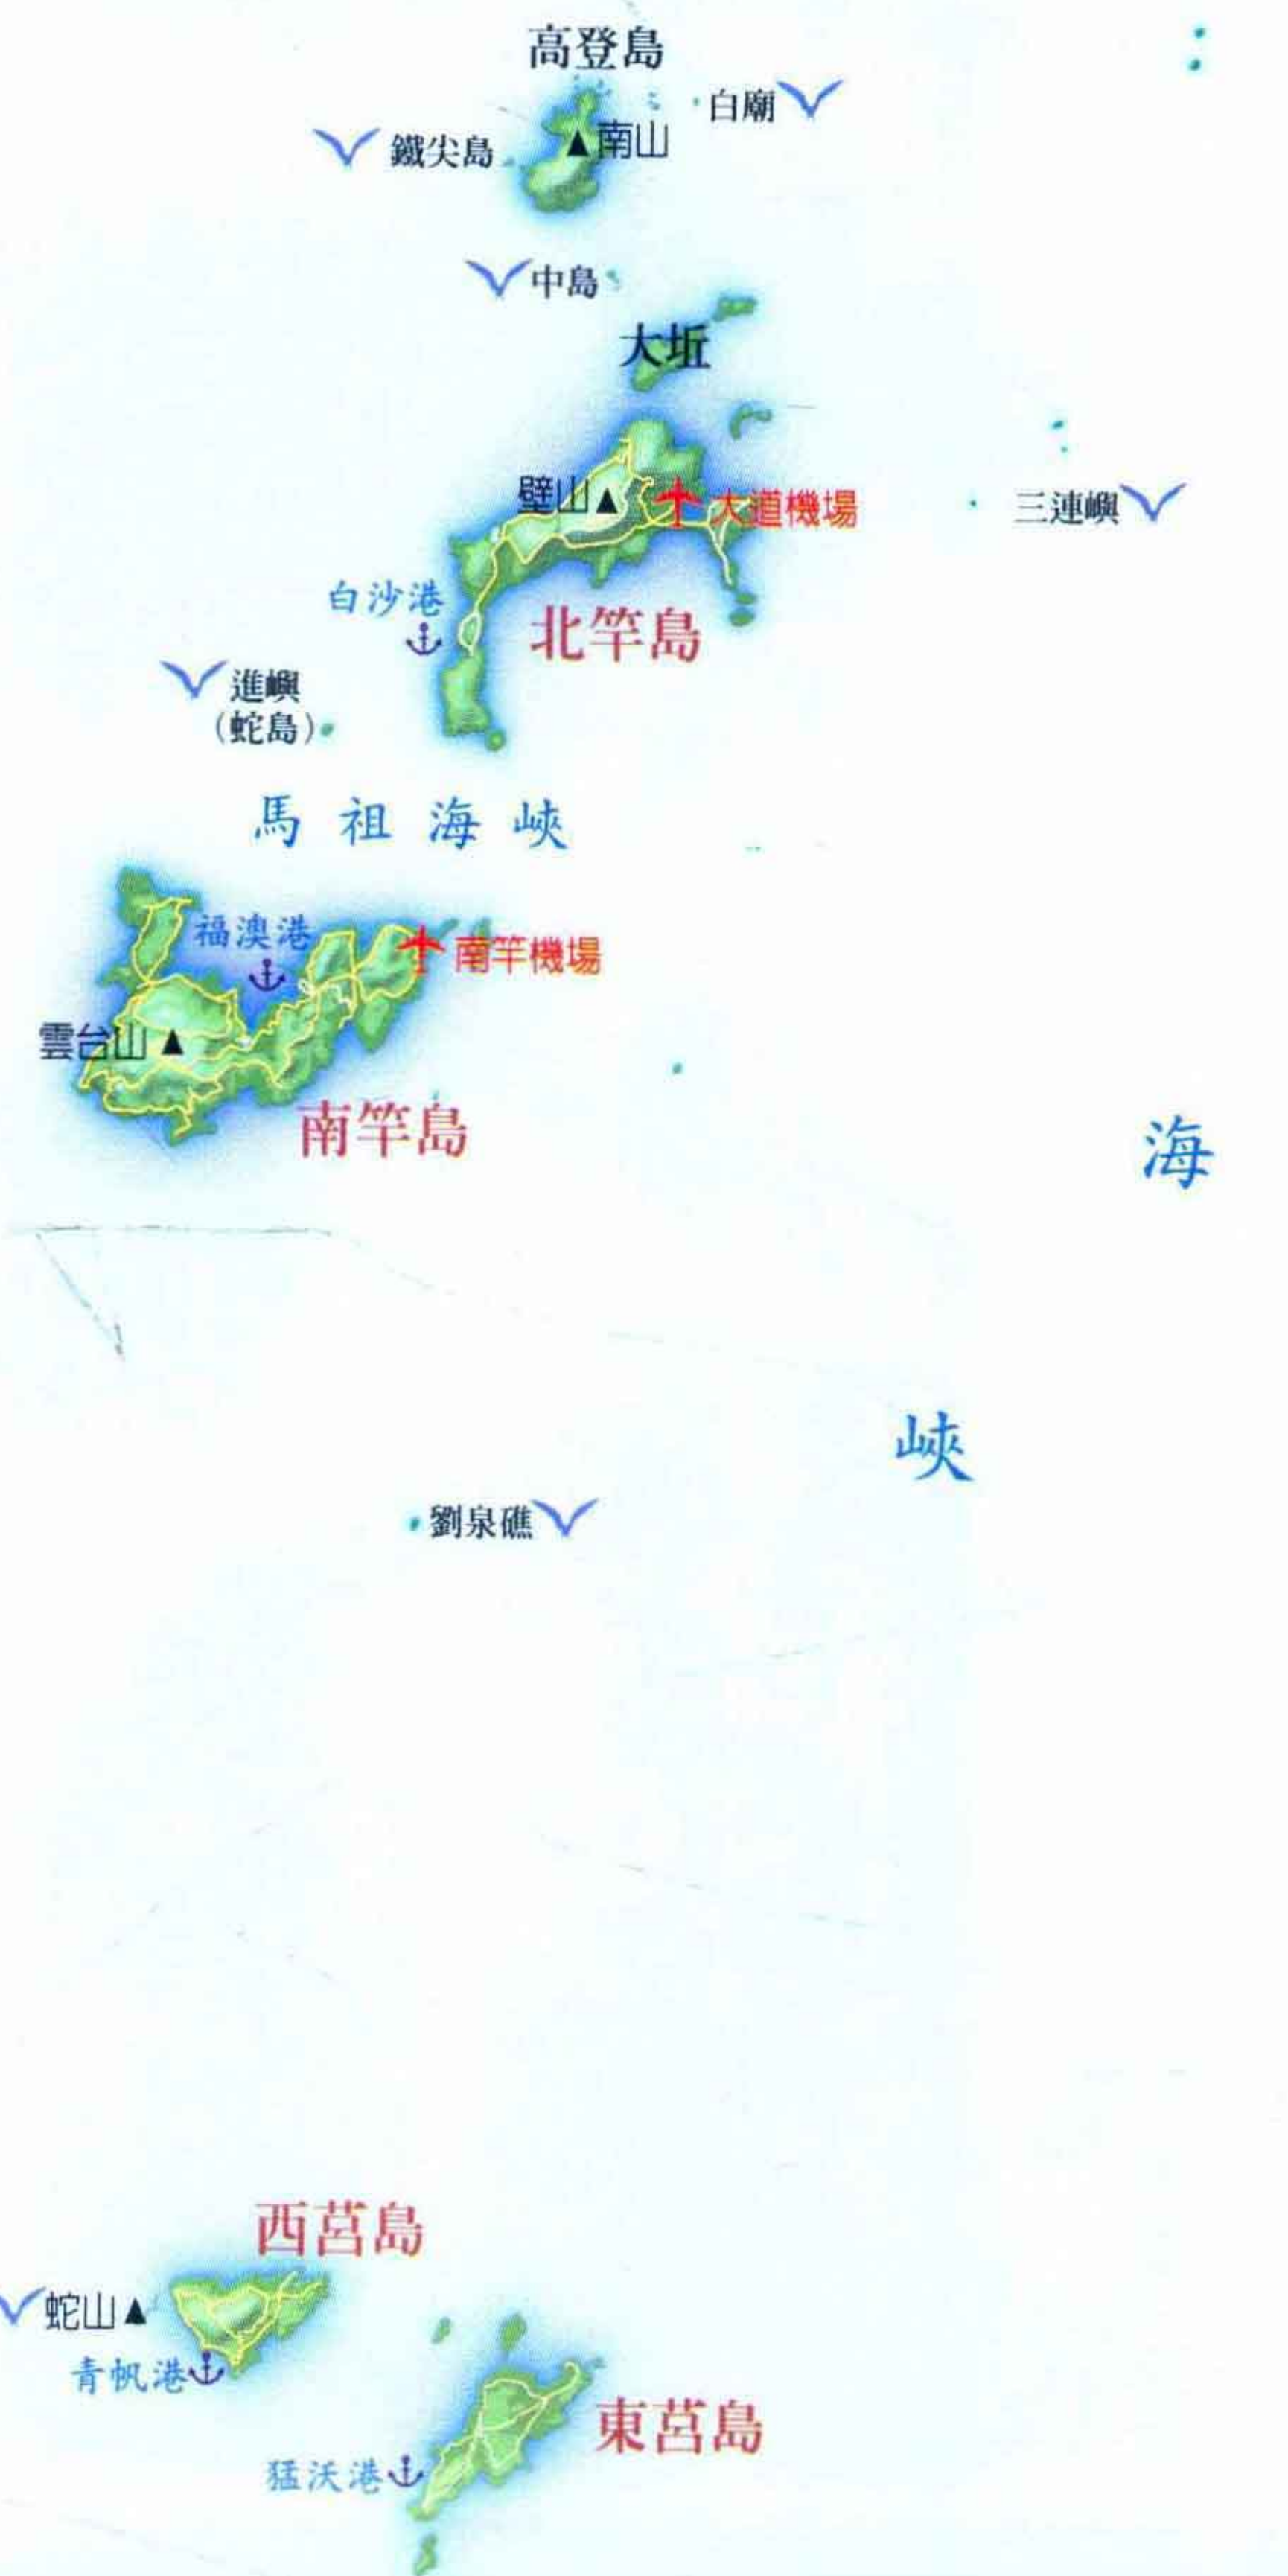 高登島
白廟
鐵尖島
南山
中島
大坵
壁山
大道機場
三連嶼
白沙港
北竿島
進嶼
(蛇島)
馬祖海峽
福澳港
南竿機場
雲台山
南竿島
海
峽
劉泉礁
西莒島
蛇山
青帆港
東莒島
猛沃港